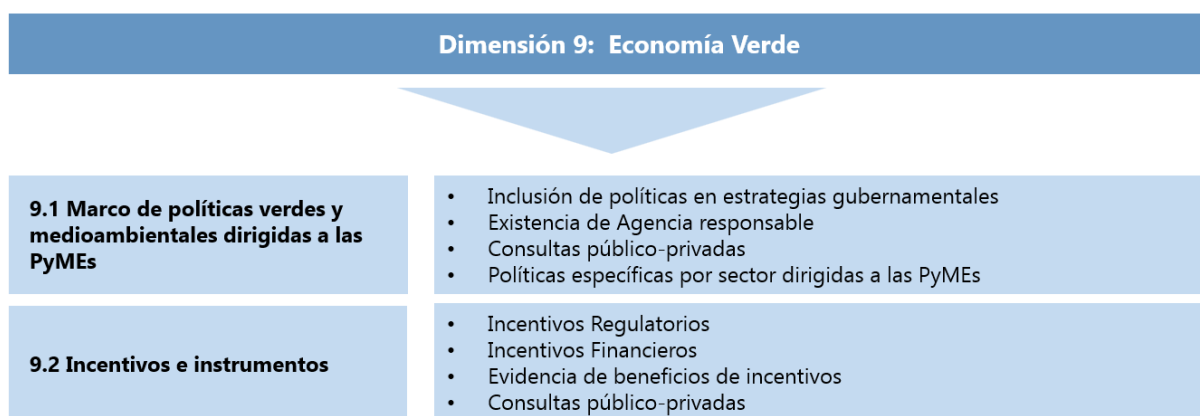 Dimensión 9:  Economía Verde
9.1 Marco de políticas verdes y
medioambientales dirigidas a las
PyMEs
• Inclusión de políticas en estrategias gubernamentales
• Existencia de Agencia responsable
• Consultas público-privadas
• Políticas específicas por sector dirigidas a las PyMEs
9.2 Incentivos e instrumentos
• Incentivos Regulatorios
• Incentivos Financieros
• Evidencia de beneficios de incentivos
• Consultas público-privadas